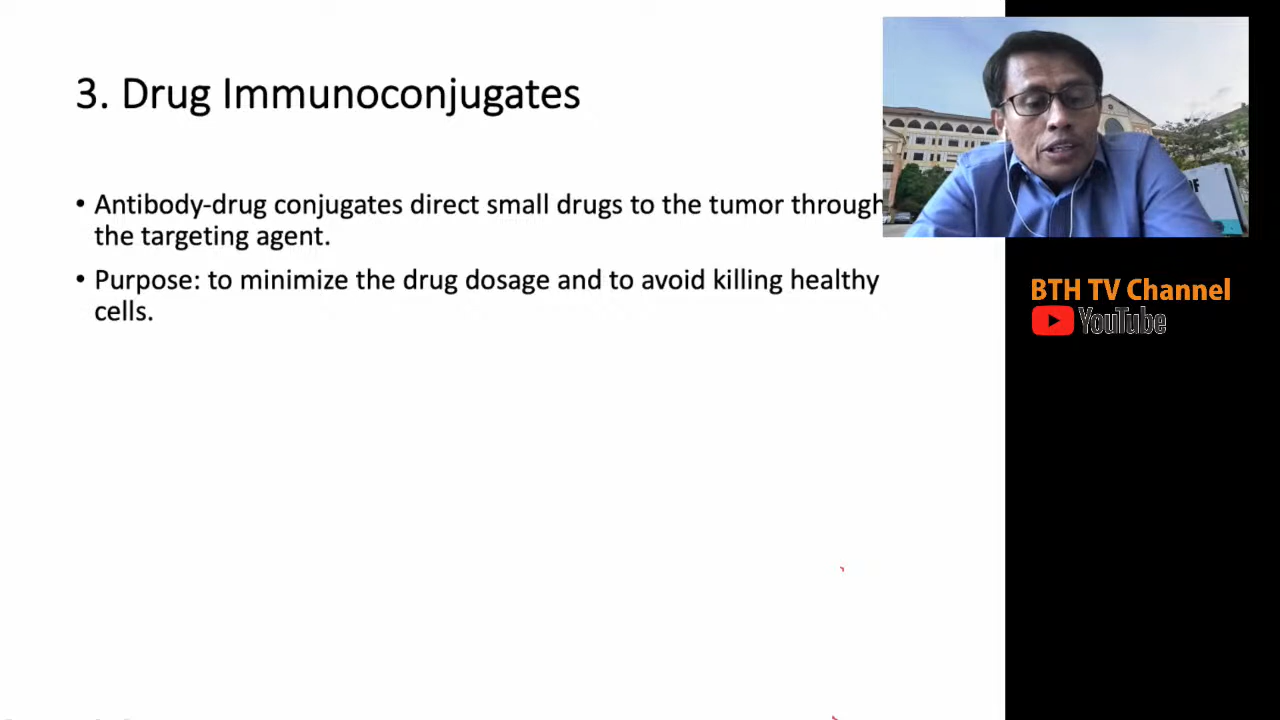 3. Drug Immunoconjugates
• Antibody-drug conjugates direct small drugs to the tumor through
the targeting agent.
• Purpose: to minimize the drug dosage and to avoid killing healthy
cells.
OF
BTH TV Channel
YouTube